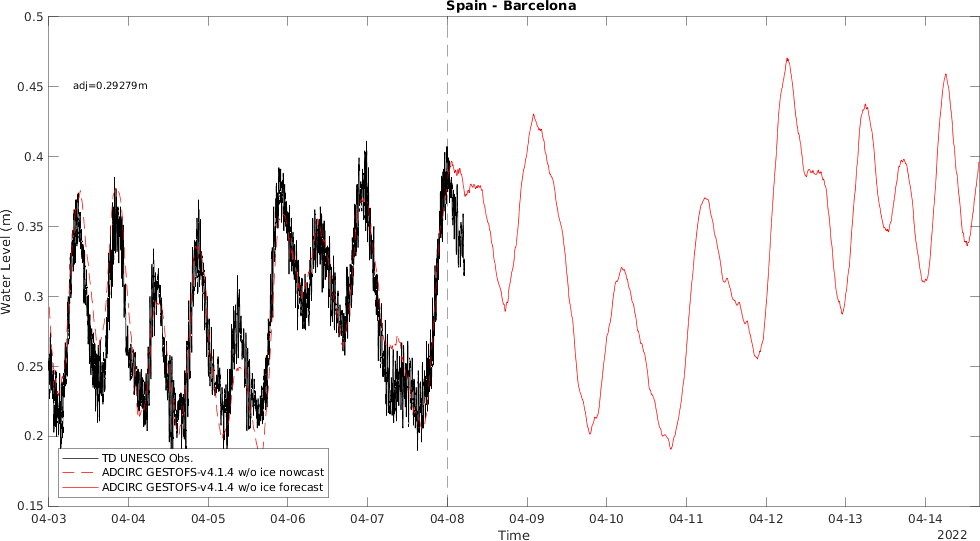 Spain - Barcelona
0.5
0.45
0.4
0.35
0.3
0.25
0.2
0.15
Water Level (m)
adj=0.29279m
TD UNESCO Obs.
ADCIRC GESTOFS-v4.1.4 w/o ice nowcast
ADCIRC GESTOFS-v4.1.4 w/o ice forecast
04-03 04-04 04-05 04-06 04-07 04-08 04-09 04-10 04-11 04-12 04-13 04-14
Time
2022